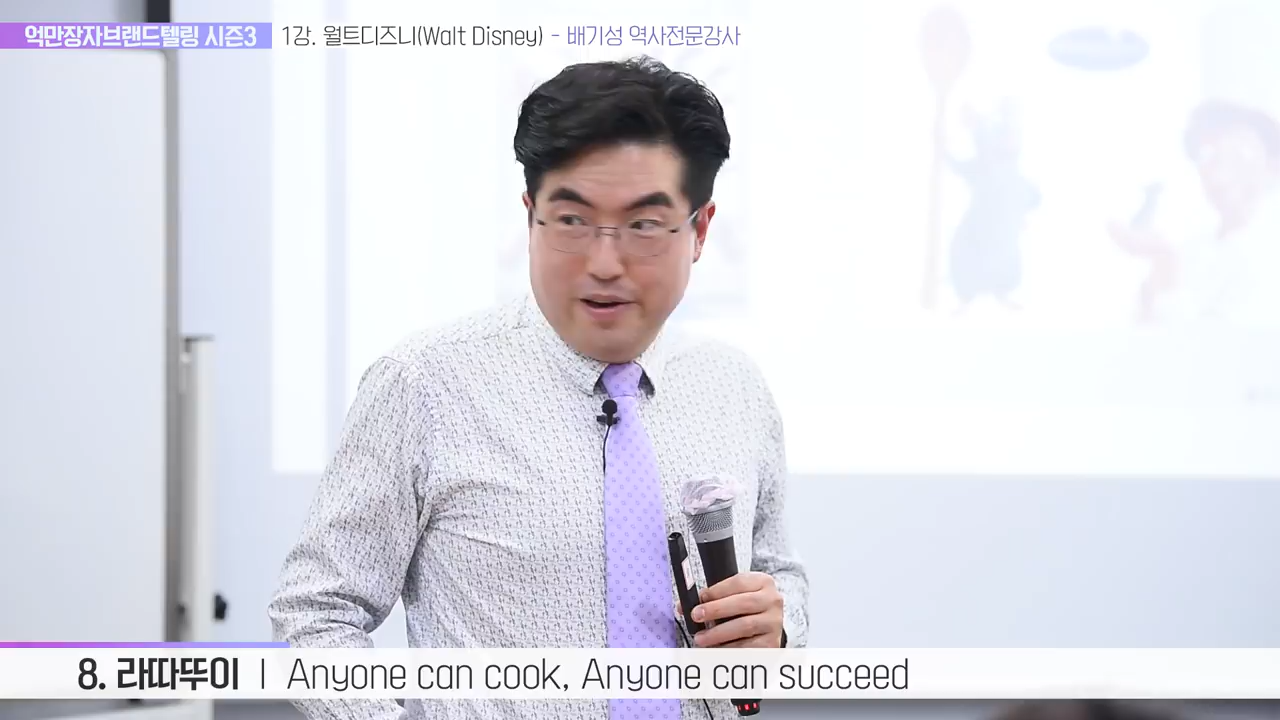 억만장자브랜드텔링 시즌3 1강. 월트디즈니(Walt Disney) - 배기성 역사전문강사
8. 라따뚜이 | Anyone can cook, Anyone can succeed